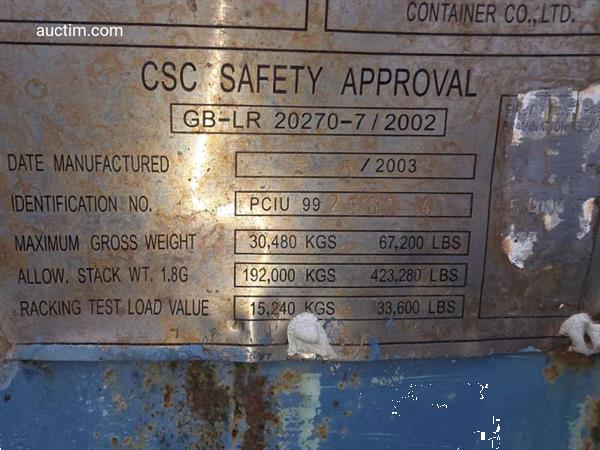 CONTAINER CO., LTD.
auctim.com
CSC SAFETY APPROVAL
GB-LR 20270-7/2002
DATE MANUFACTURED /2003
IDENTIFICATION NO. PCIU 99
MAXIMUM GROSS WEIGHT 30,480 KGS 67,200 LBS
ALLOW. STACK WT. 1.8G 192,000 KGS 423,280 LBS
RACKING TEST LOAD VALUE 15,240 KGS 33,600 LBS